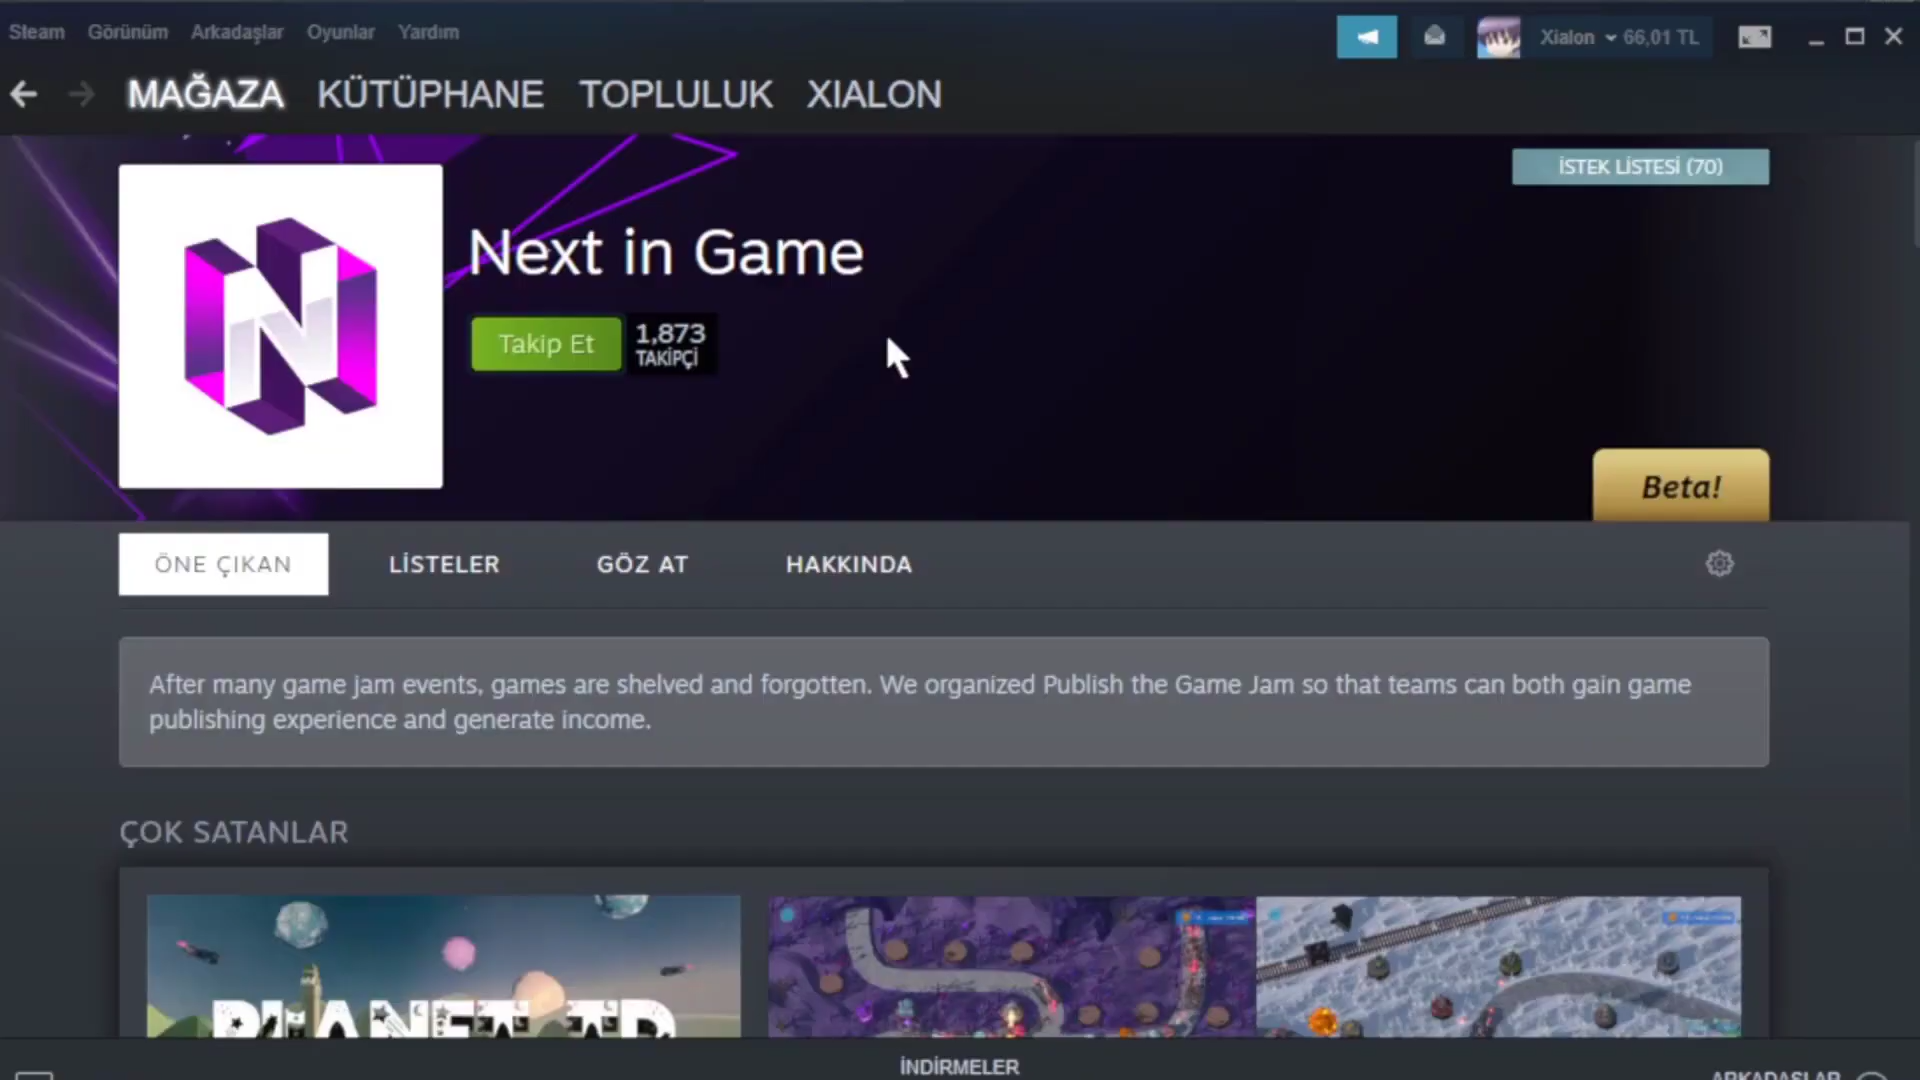 Steam Görünüm Arkadaşlar Oyunlar Yardım
Xialon 66,01 TL
MAĞAZA KÜTÜPHANE TOPLULUK XIALON
İSTEK LİSTESİ (70)
N
Next in Game
Takip Et
1,873
TAKİPÇİ
Beta!
ÖNE ÇIKAN LİSTELER GÖZ AT HAKKINDA
After many game jam events, games are shelved and forgotten. We organized Publish the Game Jam so that teams can both gain game
publishing experience and generate income.
ÇOK SATANLAR
PLANET TD
İNDİRMELER
ARKADAŞLAR